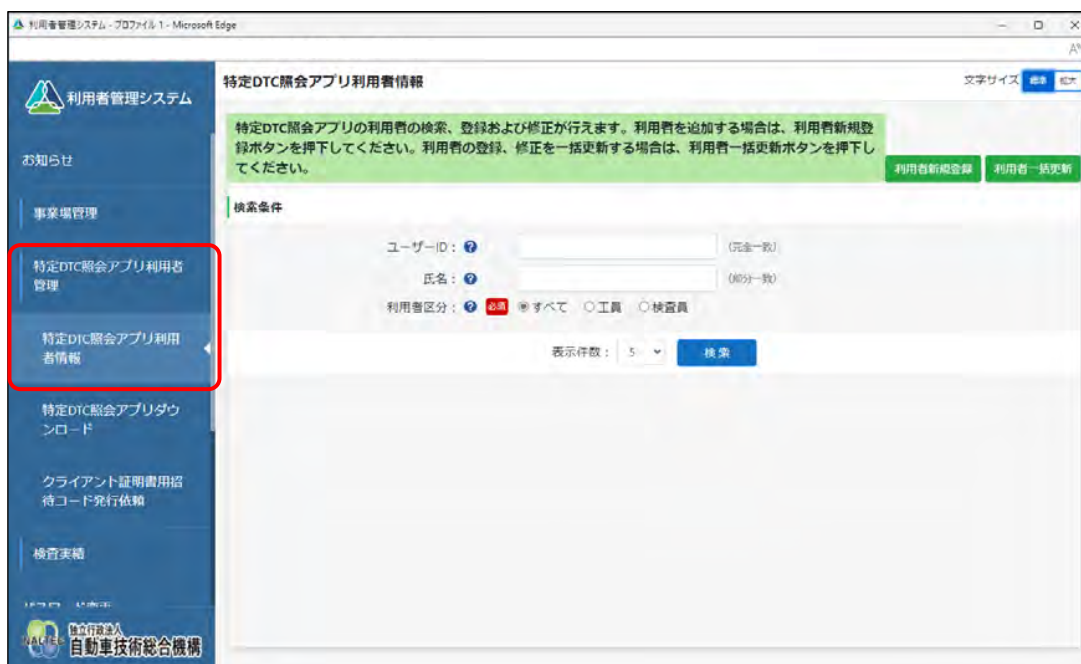 利用者管理システム - プロファイル 1 - Microsoft Edge
利用者管理システム
お知らせ
事業場管理
特定DTC照会アプリ利用者
管理
特定DTC照会アプリ利用
者情報
特定DTC照会アプリダウ
ンロード
クライアント証明書用招
待コード発行依頼
検査実績
独立行政法人
自動車技術総合機構
特定DTC照会アプリ利用者情報
文字サイズ 標準 拡大
特定DTC照会アプリの利用者の検索、登録および修正が行えます。利用者を追加する場合は、利用者新規登
録ボタンを押下してください。利用者の登録、修正を一括更新する場合は、利用者一括更新ボタンを押下し
てください。
利用者新規登録 利用者一括更新
検索条件
ユーザーID： (完全一致)
氏名： (部分一致)
利用者区分： 必須 すべて 工員 検査員
表示件数： 5 検索